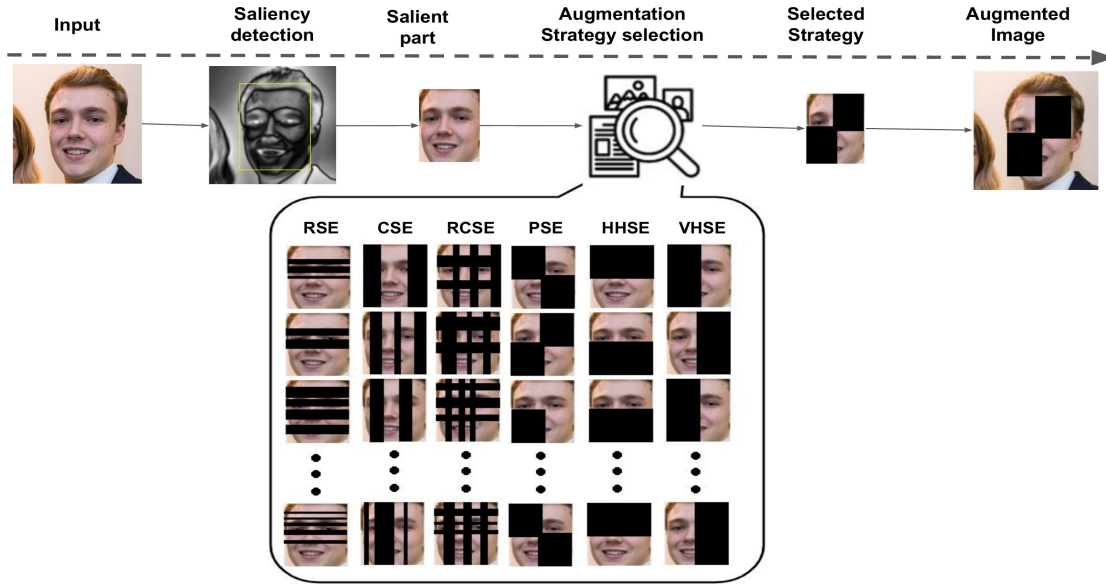 Input
Saliency
detection
Salient
part
Augmentation
Strategy selection
Selected
Strategy
Augmented
Image
RSE CSE RCSE PSE HHSE VHSE